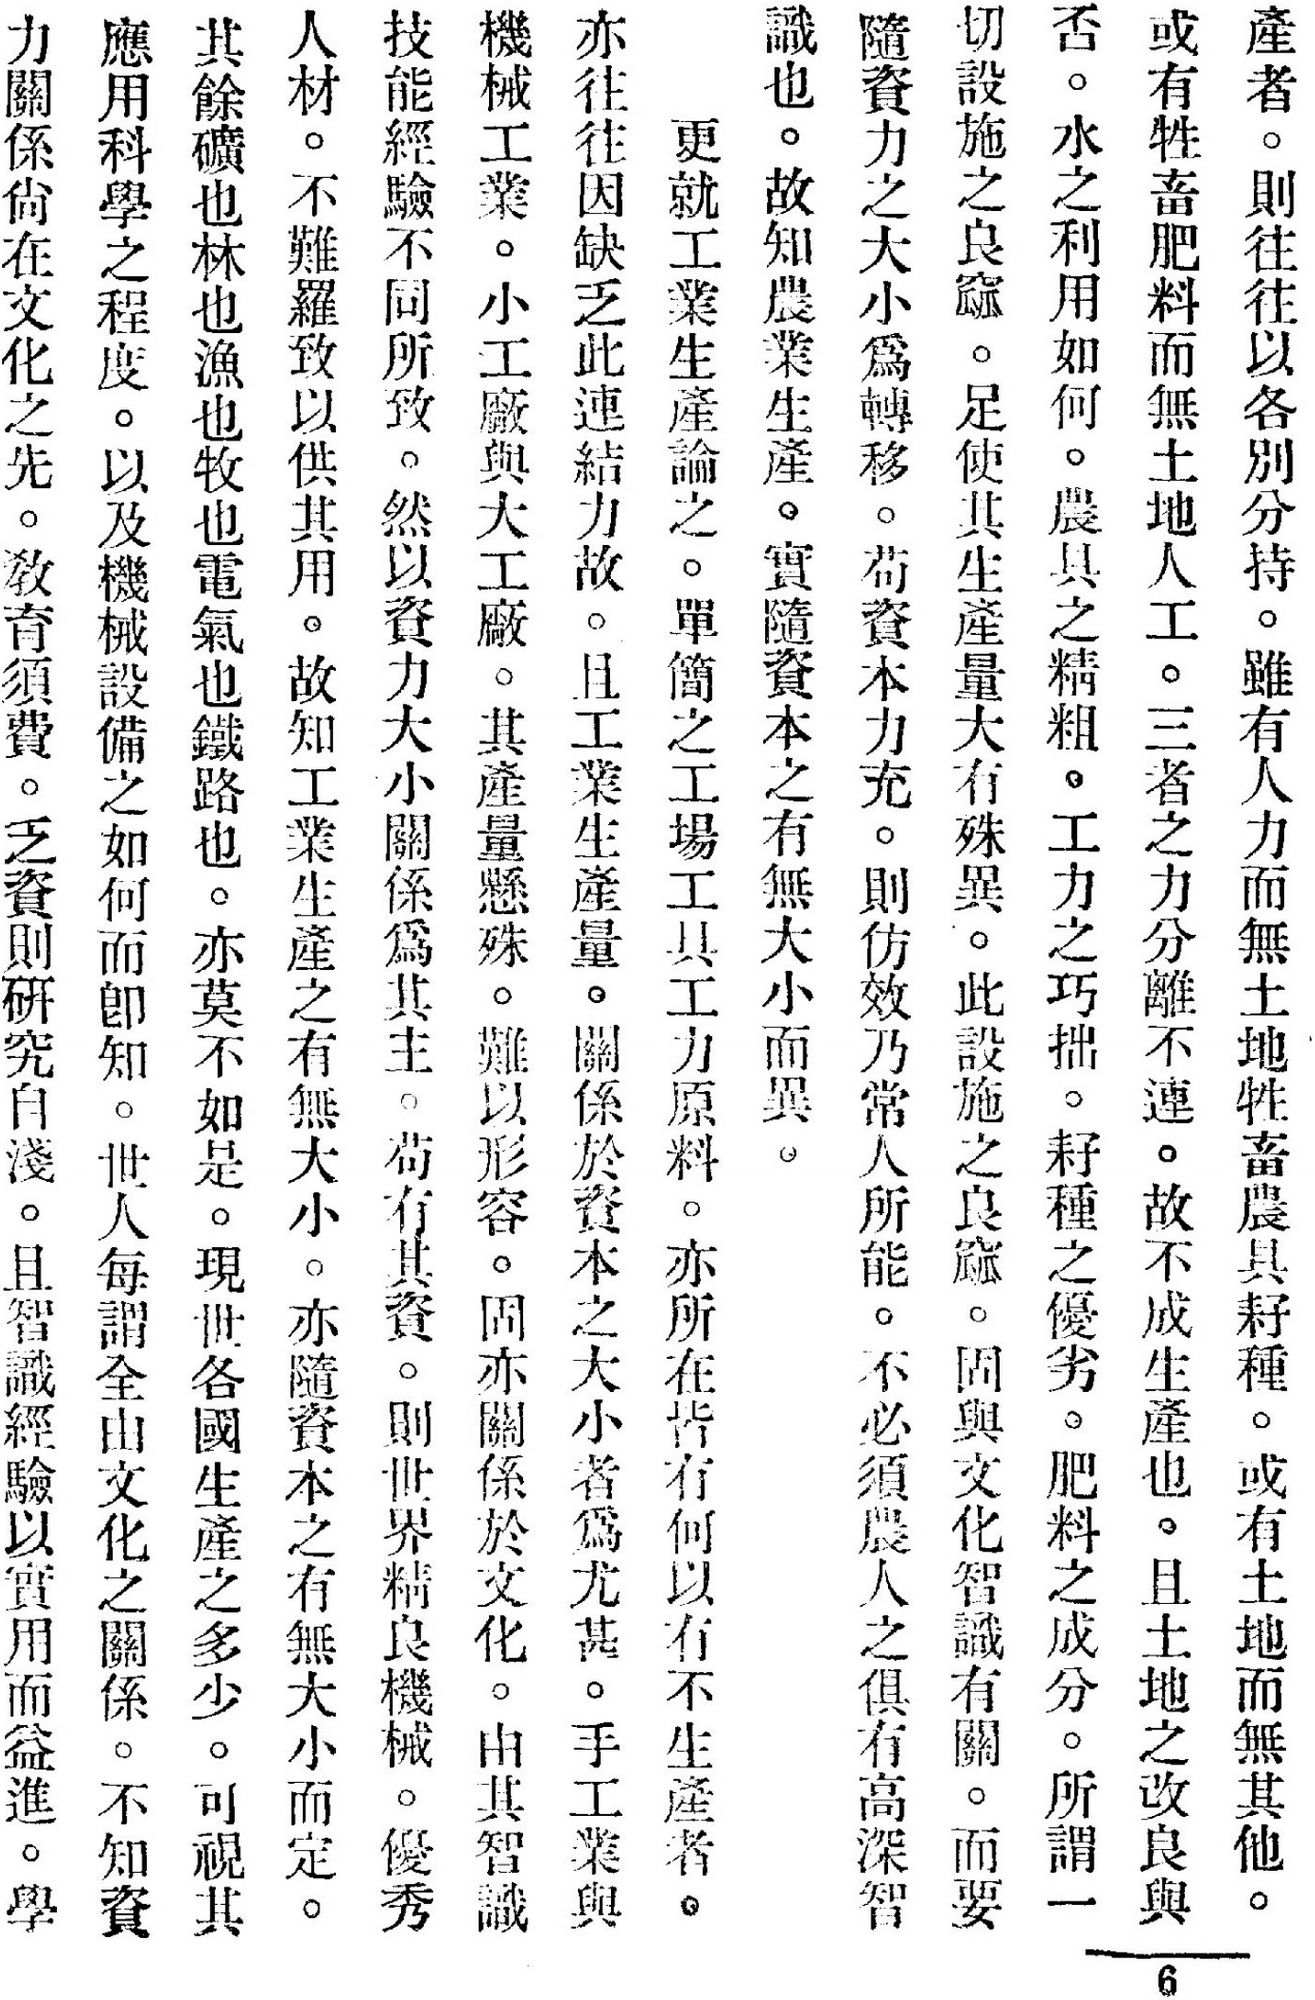 產者。則往往以各別分持。雖有人力而無土地牲畜農具耔種。或有土地而無其他。
或有牲畜肥料而無土地人工。三者之力分離不連。故不成生產也。且土地之改良與
否。水之利用如何。農具之精粗。工力之巧拙。耔種之優劣。肥料之成分。所謂一
切設施之良窳。足使其生產量大有殊異。此設施之良窳。固與文化智識有關。而要
隨資力之大小爲轉移。苟資本力充。則仿效乃常人所能。不必須農人之俱有高深智
識也。故知農業生產。實隨資本之有無大小而異。
更就工業生產論之。單簡之工場工具工力原料。亦所在皆有何以有不生產者。
亦往往因缺乏此連結力故。且工業生產量。關係於資本之大小者爲尤甚。手工業與
機械工業。小工廠與大工廠。其產量懸殊。難以形容。固亦關係於文化。由其智識
技能經驗不同所致。然以資力大小關係爲其主。苟有其資。則世界精良機械。優秀
人材。不難羅致以供其用。故知工業生產之有無大小。亦隨資本之有無大小而定。
其餘礦也林也漁也牧也電氣也鐵路也。亦莫不如是。現世各國生產之多少。可視其
應用科學之程度。以及機械設備之如何而卽知。世人每謂全由文化之關係。不知資
力關係尙在文化之先。教育須費。乏資則研究自淺。且智識經驗以實用而益進。學
6